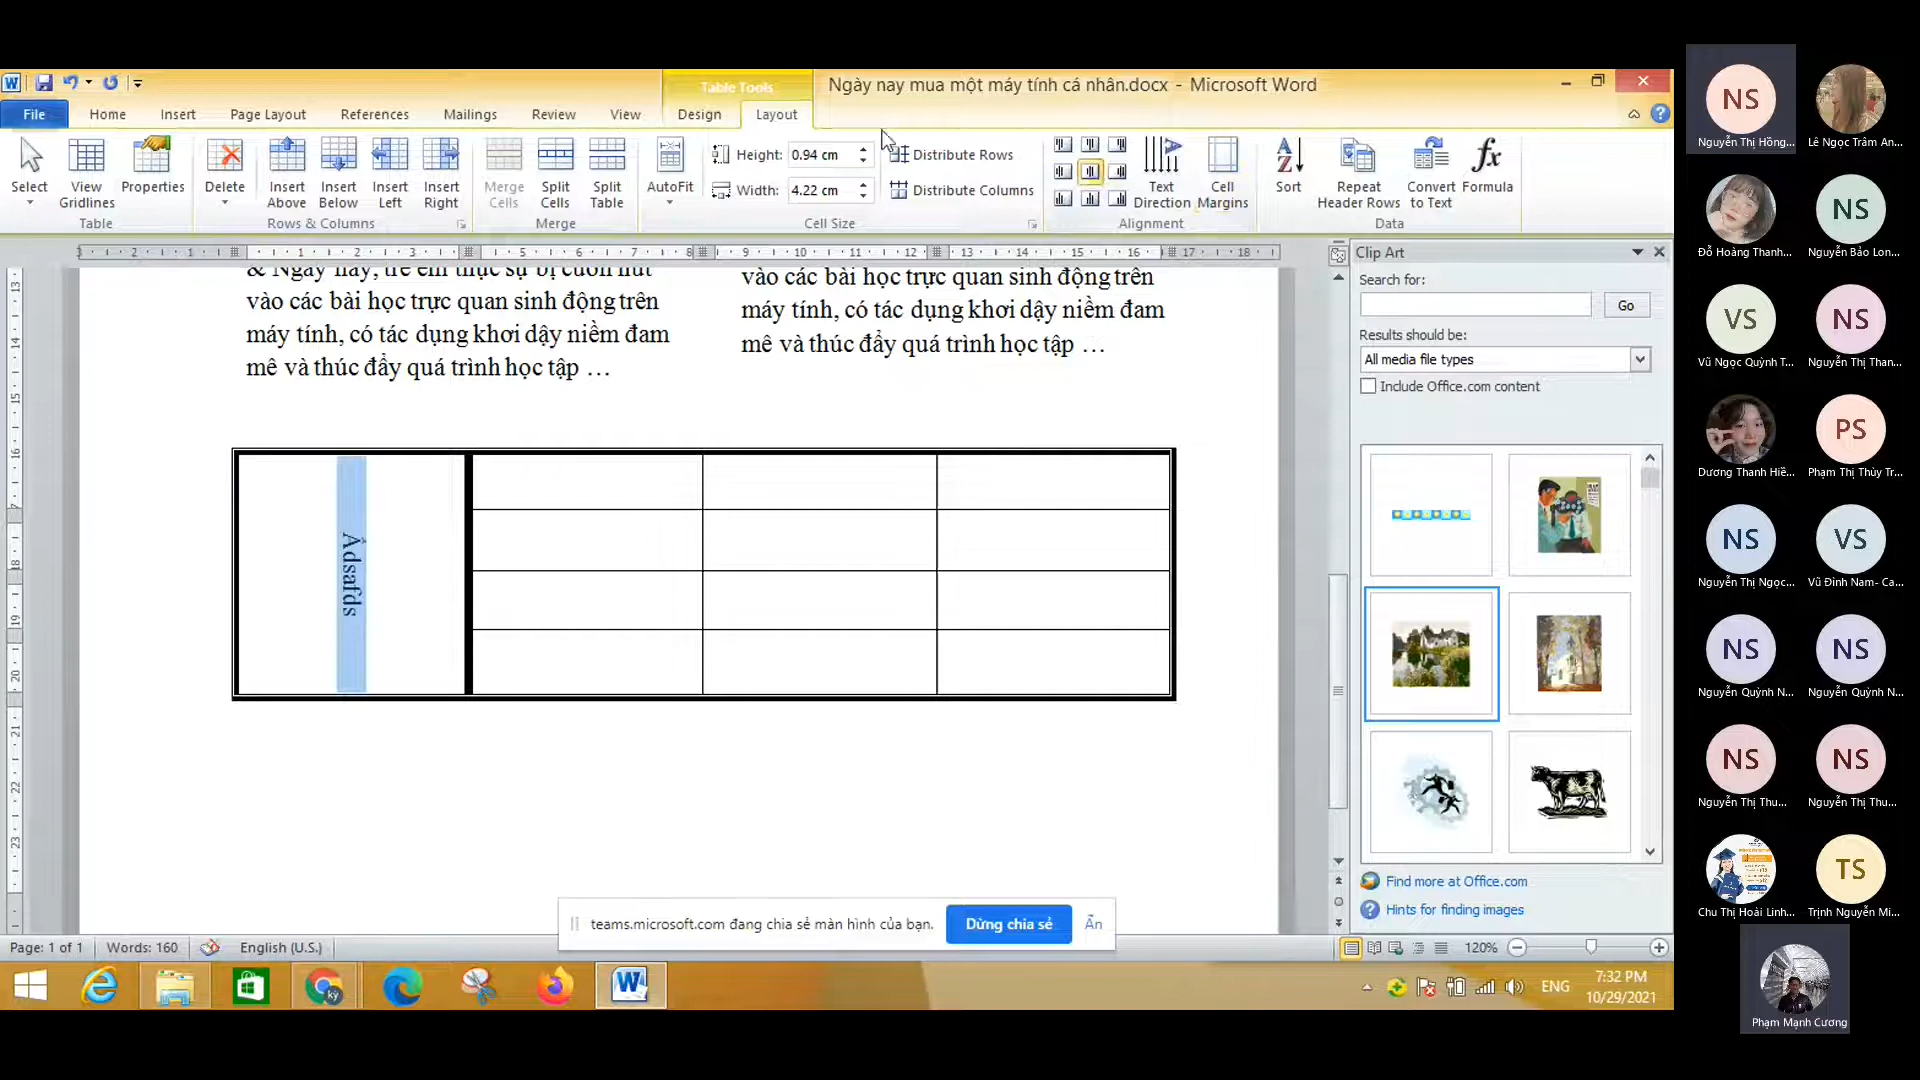 Table Tools
Ngày nay mua một máy tính cá nhân.docx - Microsoft Word
File
Home
Insert
Page Layout
References
Mailings
Review
View
Design
Layout
Select
View Gridlines
Properties
Delete
Insert Above
Insert Below
Insert Left
Insert Right
Merge Cells
Split Cells
Split Table
AutoFit
Height: 0.94 cm
Width: 4.22 cm
Distribute Rows
Distribute Columns
Text Direction
Cell Margins
Sort
Repeat Header Rows
Convert to Text
Formula
Table
Rows & Columns
Merge
Cell Size
Alignment
Data
& Ngày nay, trẻ em thực sự bị cuốn hút
vào các bài học trực quan sinh động trên
máy tính, có tác dụng khơi dậy niềm đam
mê và thúc đẩy quá trình học tập …
vào các bài học trực quan sinh động trên
máy tính, có tác dụng khơi dậy niềm đam
mê và thúc đẩy quá trình học tập …
Ádsafds
Clip Art
Search for:
Go
Results should be:
All media file types
Include Office.com content
Find more at Office.com
Hints for finding images
teams.microsoft.com đang chia sẻ màn hình của bạn.
Dừng chia sẻ
Ẩn
Page: 1 of 1
Words: 160
English (U.S.)
120%
ENG
7:32 PM
10/29/2021
NS
Nguyễn Thị Hồng...
Lê Ngọc Trâm An...
Đỗ Hoàng Thanh...
NS
Nguyễn Bảo Lon...
VS
Vũ Ngọc Quỳnh T...
NS
Nguyễn Thị Than...
Dương Thanh Hiề...
PS
Phạm Thị Thùy Tr...
NS
Nguyễn Thị Ngọc...
VS
Vũ Đình Nam- Ca...
NS
Nguyễn Quỳnh N...
NS
Nguyễn Quỳnh N...
NS
Nguyễn Thị Thu...
NS
Nguyễn Thị Thu...
Chu Thị Hoài Linh...
TS
Trịnh Nguyễn Mi...
Phạm Mạnh Cương